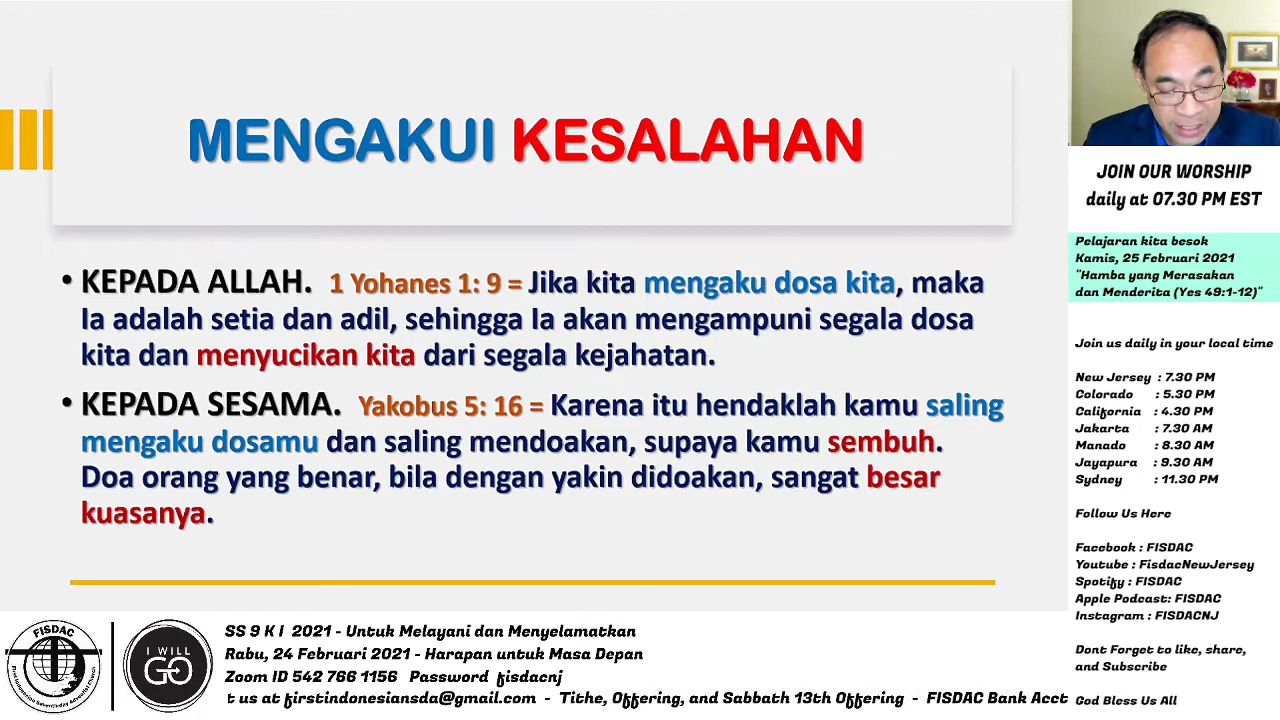 MENGAKUI KESALAHAN
• KEPADA ALLAH. 1 Yohanes 1: 9 = Jika kita mengaku dosa kita, maka
Ia adalah setia dan adil, sehingga Ia akan mengampuni segala dosa
kita dan menyucikan kita dari segala kejahatan.
• KEPADA SESAMA. Yakobus 5: 16 = Karena itu hendaklah kamu saling
mengaku dosamu dan saling mendoakan, supaya kamu sembuh.
Doa orang yang benar, bila dengan yakin didoakan, sangat besar
kuasanya.
JOIN OUR WORSHIP
daily at 07.30 PM EST
Pelajaran kita besok
Kamis, 25 Februari 2021
"Hamba yang Merasakan
dan Menderita (Yes 49:1-12)"
Join us daily in your local time
New Jersey : 7.30 PM
Colorado : 5.30 PM
California : 4.30 PM
Jakarta : 7.30 AM
Manado : 8.30 AM
Jayapura : 9.30 AM
Sydney : 11.30 PM
Follow Us Here
Facebook : FISDAC
Youtube : FisdacNewJersey
Spotify : FISDAC
Apple Podcast: FISDAC
Instagram : FISDACNJ
Dont Forget to like, share,
and Subscribe
God Bless Us All
FISDAC
I WILL
GO
SS 9 K I 2021 - Untuk Melayani dan Menyelamatkan
Rabu, 24 Februari 2021 - Harapan untuk Masa Depan
Zoom ID 542 766 1156 Password fisdacnj
t us at firstindonesiansda@gmail.com - Tithe, Offering, and Sabbath 13th Offering - FISDAC Bank Acct